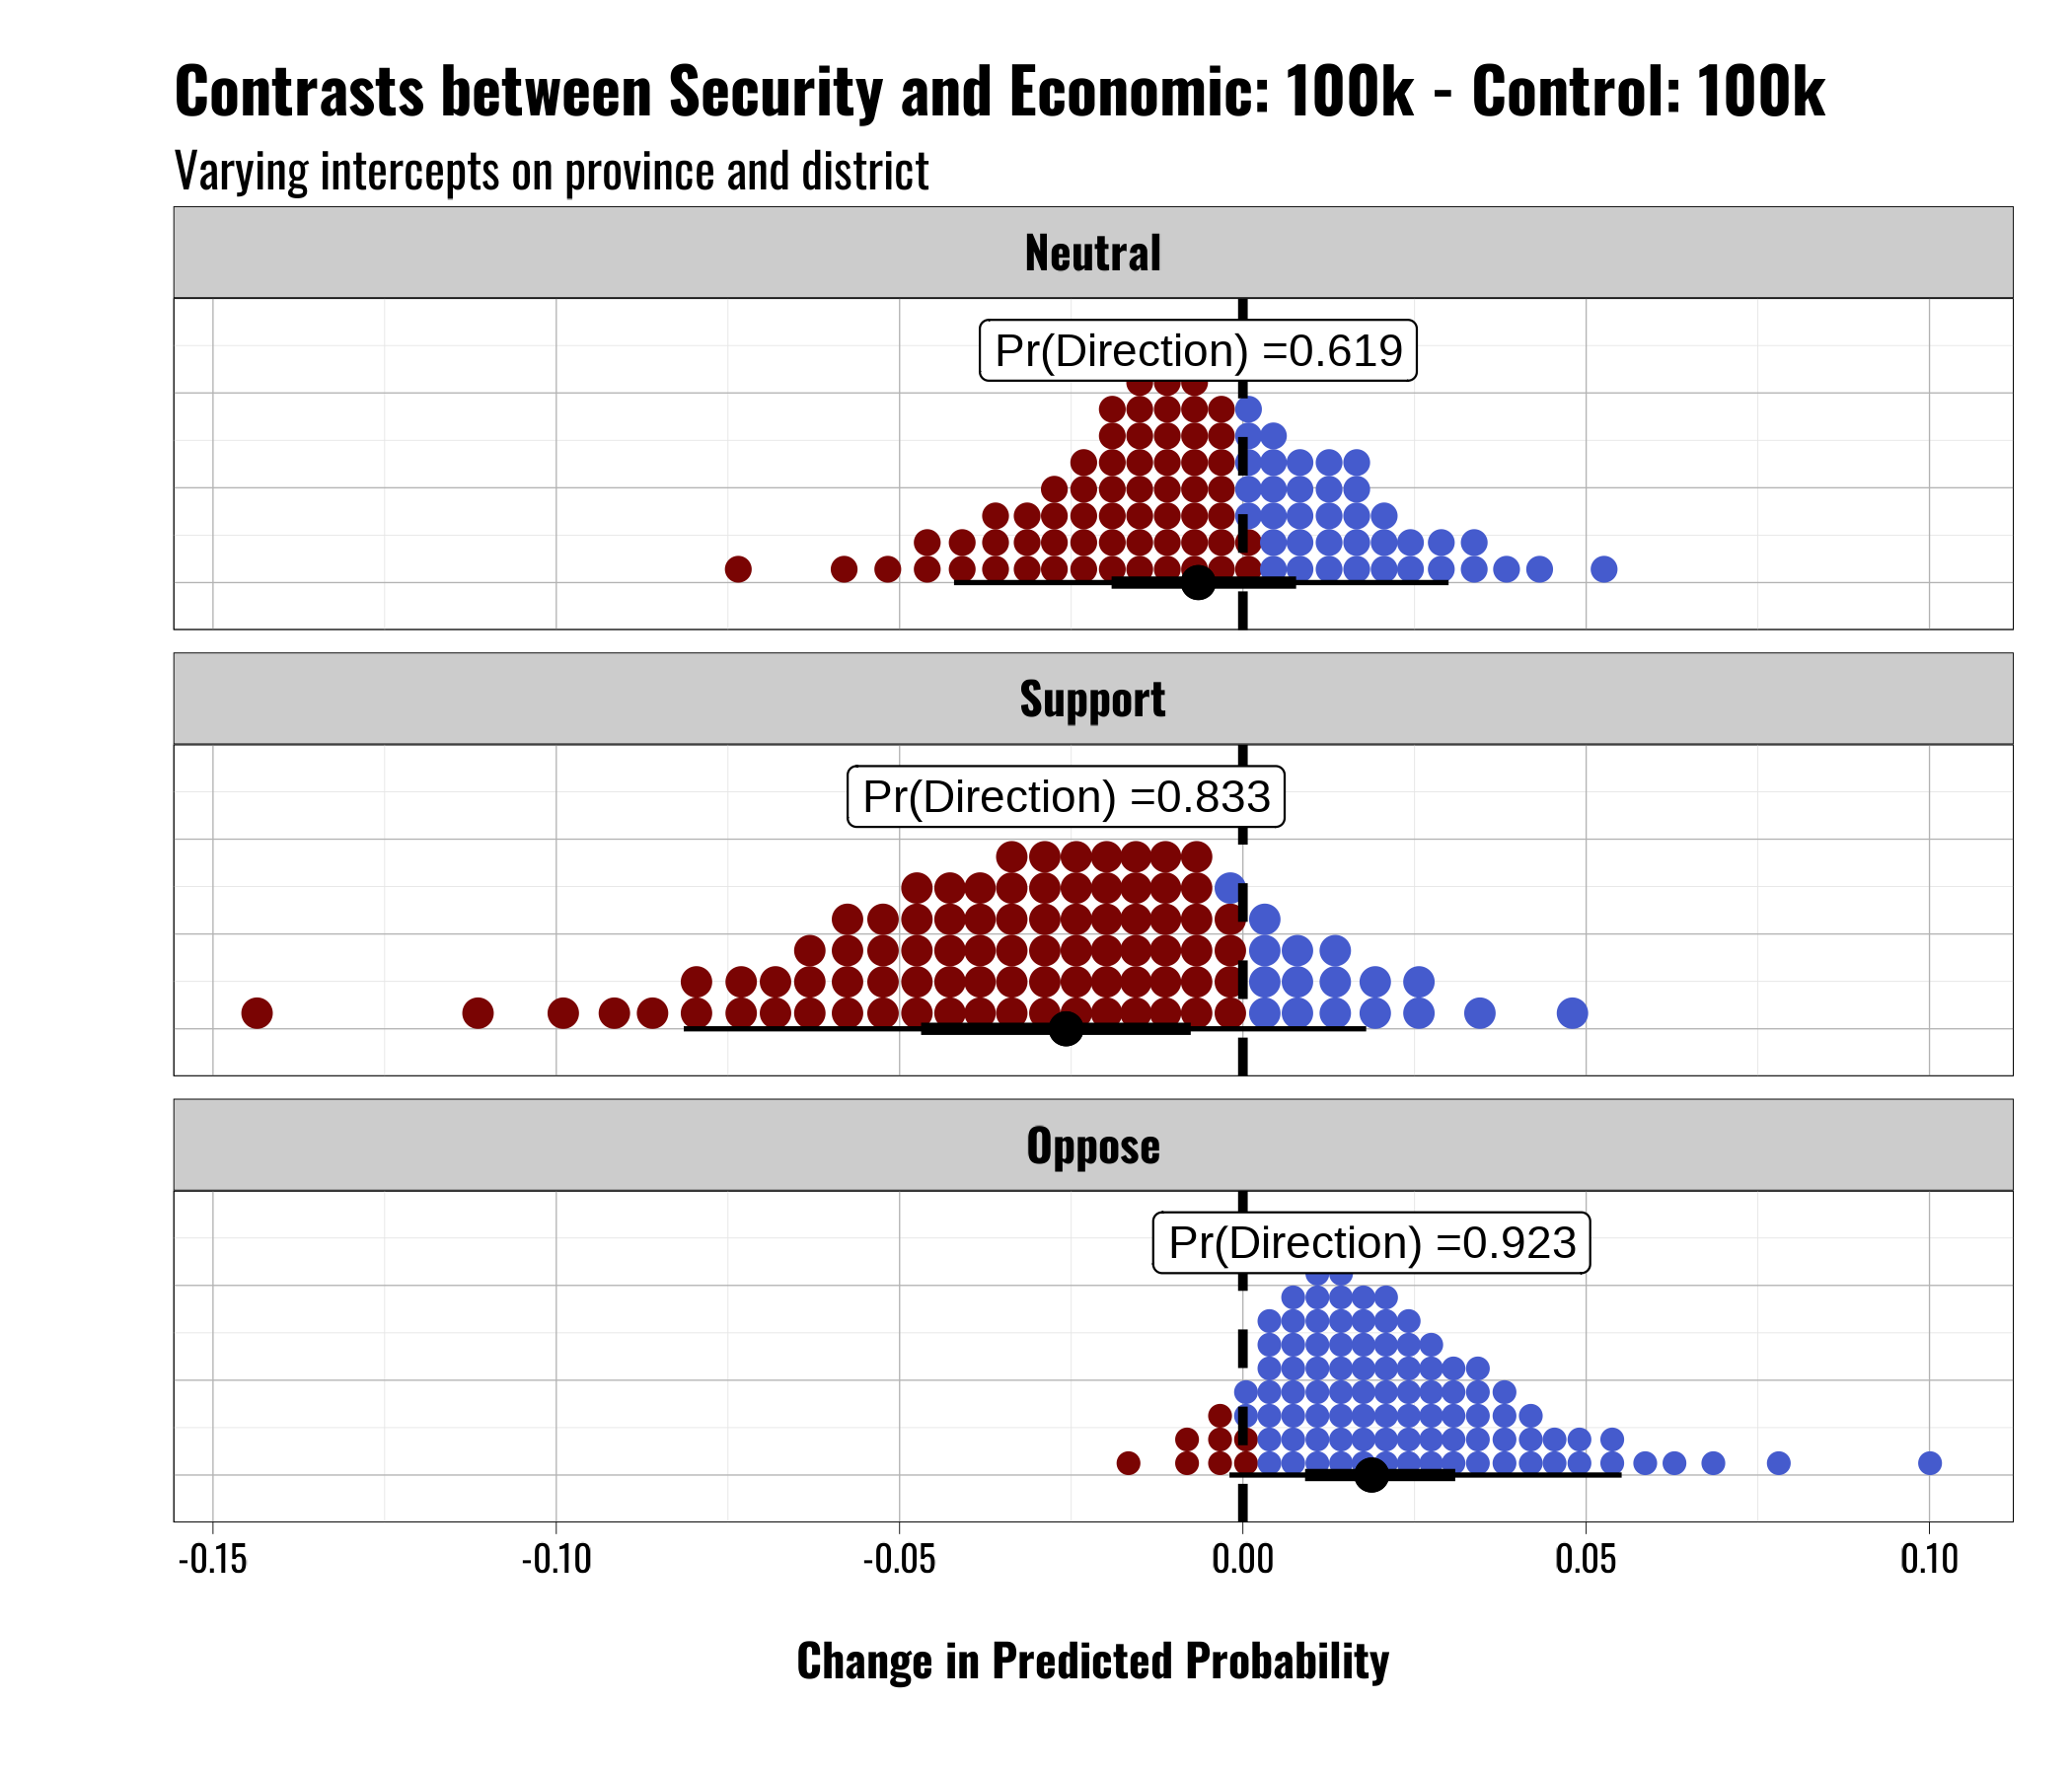 Contrasts between Security and Economic: 100k - Control: 100k
Varying intercepts on province and district
Neutral
Pr(Direction) =0.619
Support
Pr(Direction) =0.833
Oppose
Pr(Direction) =0.923
-0.15 -0.10 -0.05 0.00 0.05 0.10
Change in Predicted Probability